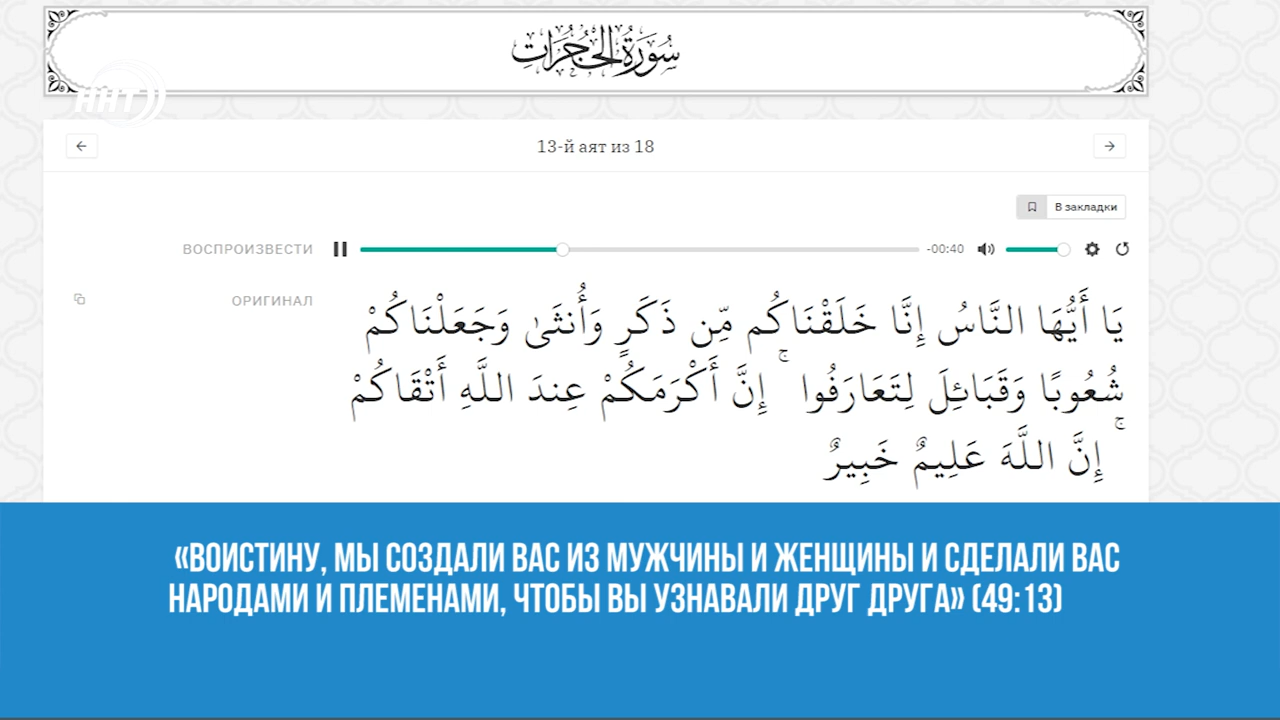 سُورَةُ الحُجُرَاتِ
ННТ
13-й аят из 18
В закладки
ВОСПРОИЗВЕСТИ
-00:40
ОРИГИНАЛ
يَا أَيُّهَا النَّاسُ إِنَّا خَلَقْنَاكُم مِّن ذَكَرٍ وَأُنثَىٰ وَجَعَلْنَاكُمْ
شُعُوبًا وَقَبَائِلَ لِتَعَارَفُوا ۚ إِنَّ أَكْرَمَكُمْ عِندَ اللَّهِ أَتْقَاكُمْ
ۚ إِنَّ اللَّهَ عَلِيمٌ خَبِيرٌ
«ВОИСТИНУ, МЫ СОЗДАЛИ ВАС ИЗ МУЖЧИНЫ И ЖЕНЩИНЫ И СДЕЛАЛИ ВАС
НАРОДАМИ И ПЛЕМЕНАМИ, ЧТОБЫ ВЫ УЗНАВАЛИ ДРУГ ДРУГА» (49:13)